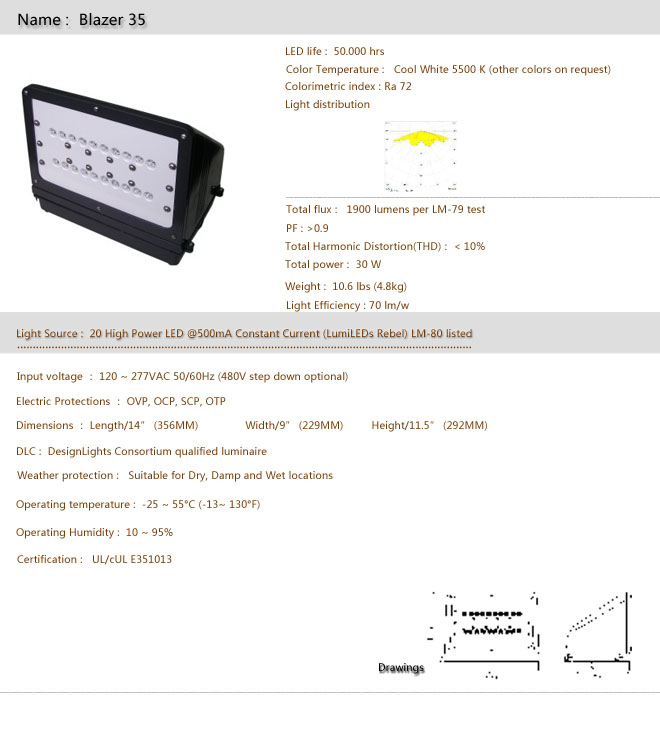 Name : Blazer 35
LED life : 50.000 hrs
Color Temperature : Cool White 5500 K (other colors on request)
Colorimetric index : Ra 72
Light distribution
Total flux : 1900 lumens per LM-79 test
PF : >0.9
Total Harmonic Distortion(THD) : < 10%
Total power : 30 W
Weight : 10.6 lbs (4.8kg)
Light Efficiency : 70 lm/w
Light Source : 20 High Power LED @500mA Constant Current (LumiLEDs Rebel) LM-80 listed
Input voltage : 120 ~ 277VAC 50/60Hz (480V step down optional)
Electric Protections : OVP, OCP, SCP, OTP
Dimensions : Length/14” (356MM) Width/9” (229MM) Height/11.5” (292MM)
DLC : DesignLights Consortium qualified luminaire
Weather protection : Suitable for Dry, Damp and Wet locations
Operating temperature : -25 ~ 55°C (-13~ 130°F)
Operating Humidity : 10 ~ 95%
Certification : UL/cUL E351013
Drawings